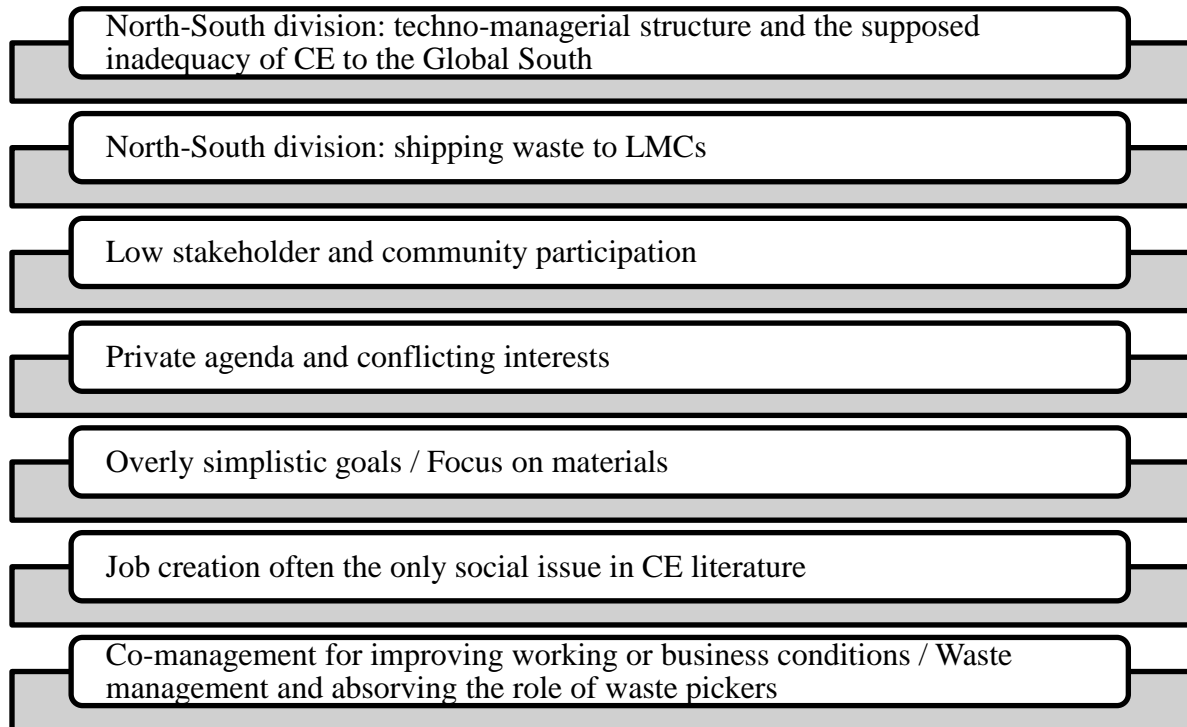 North-South division: techno-managerial structure and the supposed
inadequacy of CE to the Global South
North-South division: shipping waste to LMCs
Low stakeholder and community participation
Private agenda and conflicting interests
Overly simplistic goals / Focus on materials
Job creation often the only social issue in CE literature
Co-management for improving working or business conditions / Waste
management and absorving the role of waste pickers